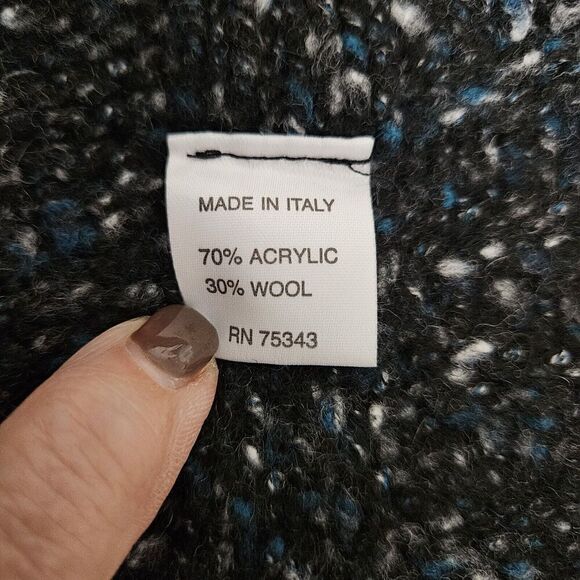 MADE IN ITALY
70% ACRYLIC
30% WOOL
RN 75343